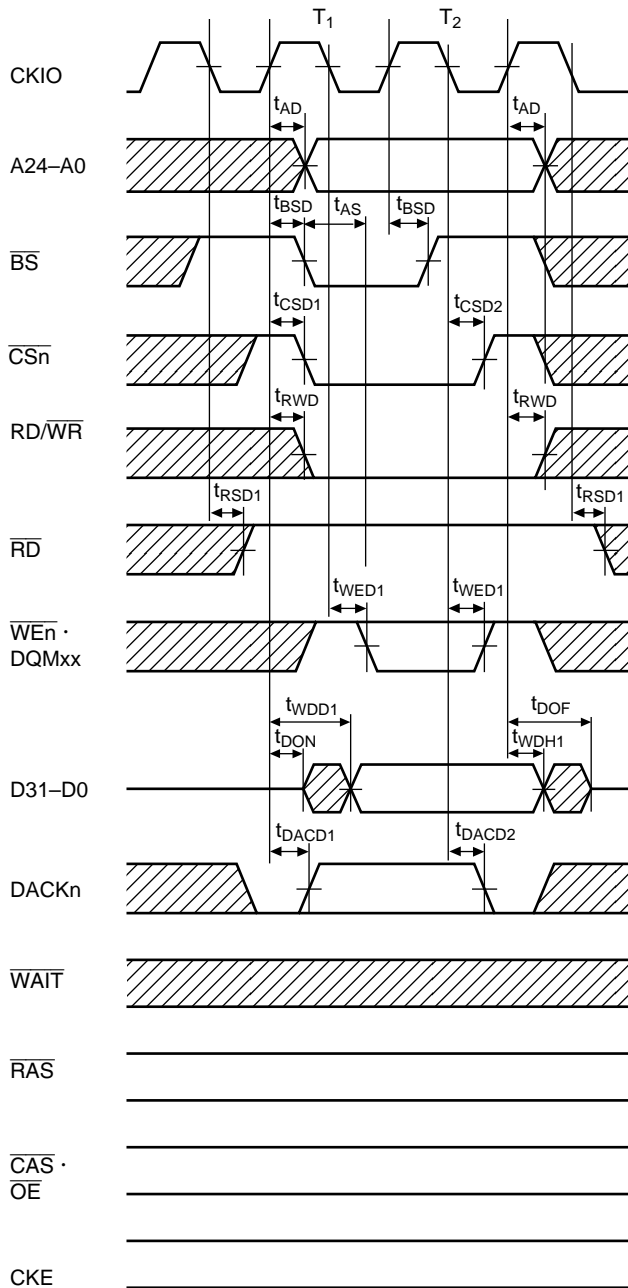 T1 T2
CKIO
tAD tAD
A24–A0
tBSD tAS tBSD
BS
tCSD1 tCSD2
CSn
tRWD tRWD
RD/WR
tRSD1 tRSD1
RD
tWED1 tWED1
WEn ·
DQMxx
tWDD1 tDOF
tDON tWDH1
D31–D0
tDACD1 tDACD2
DACKn
WAIT
RAS
CAS ·
OE
CKE